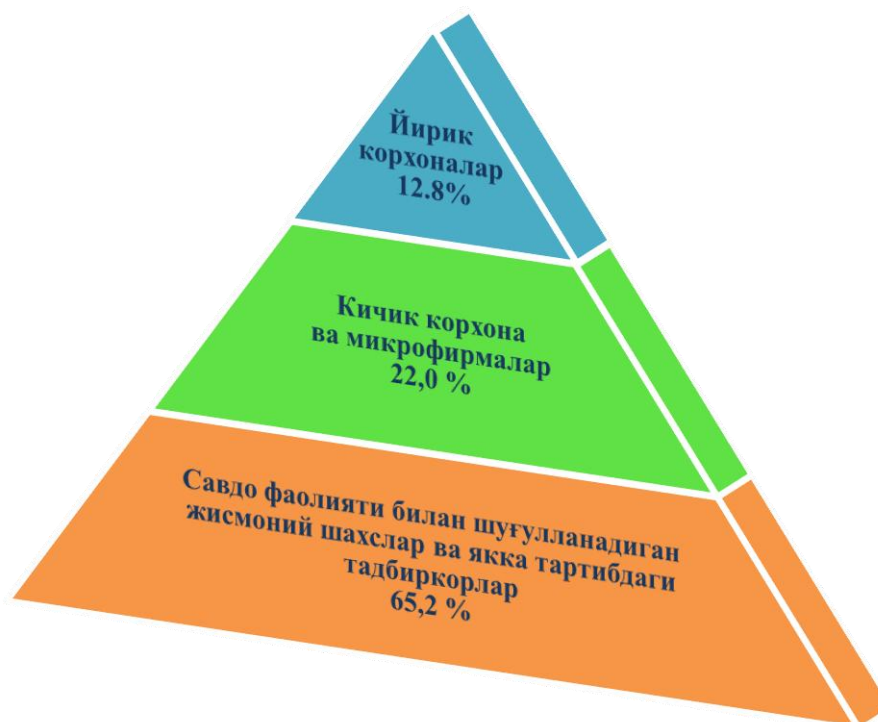 Йирик
корхоналар
12.8%
Кичик корхона
ва микрофирмалар
22,0 %
Савдо фаолияти билан шуғулланадиган
жисмоний шахслар ва якка тартибдаги
тадбиркорлар
65,2 %